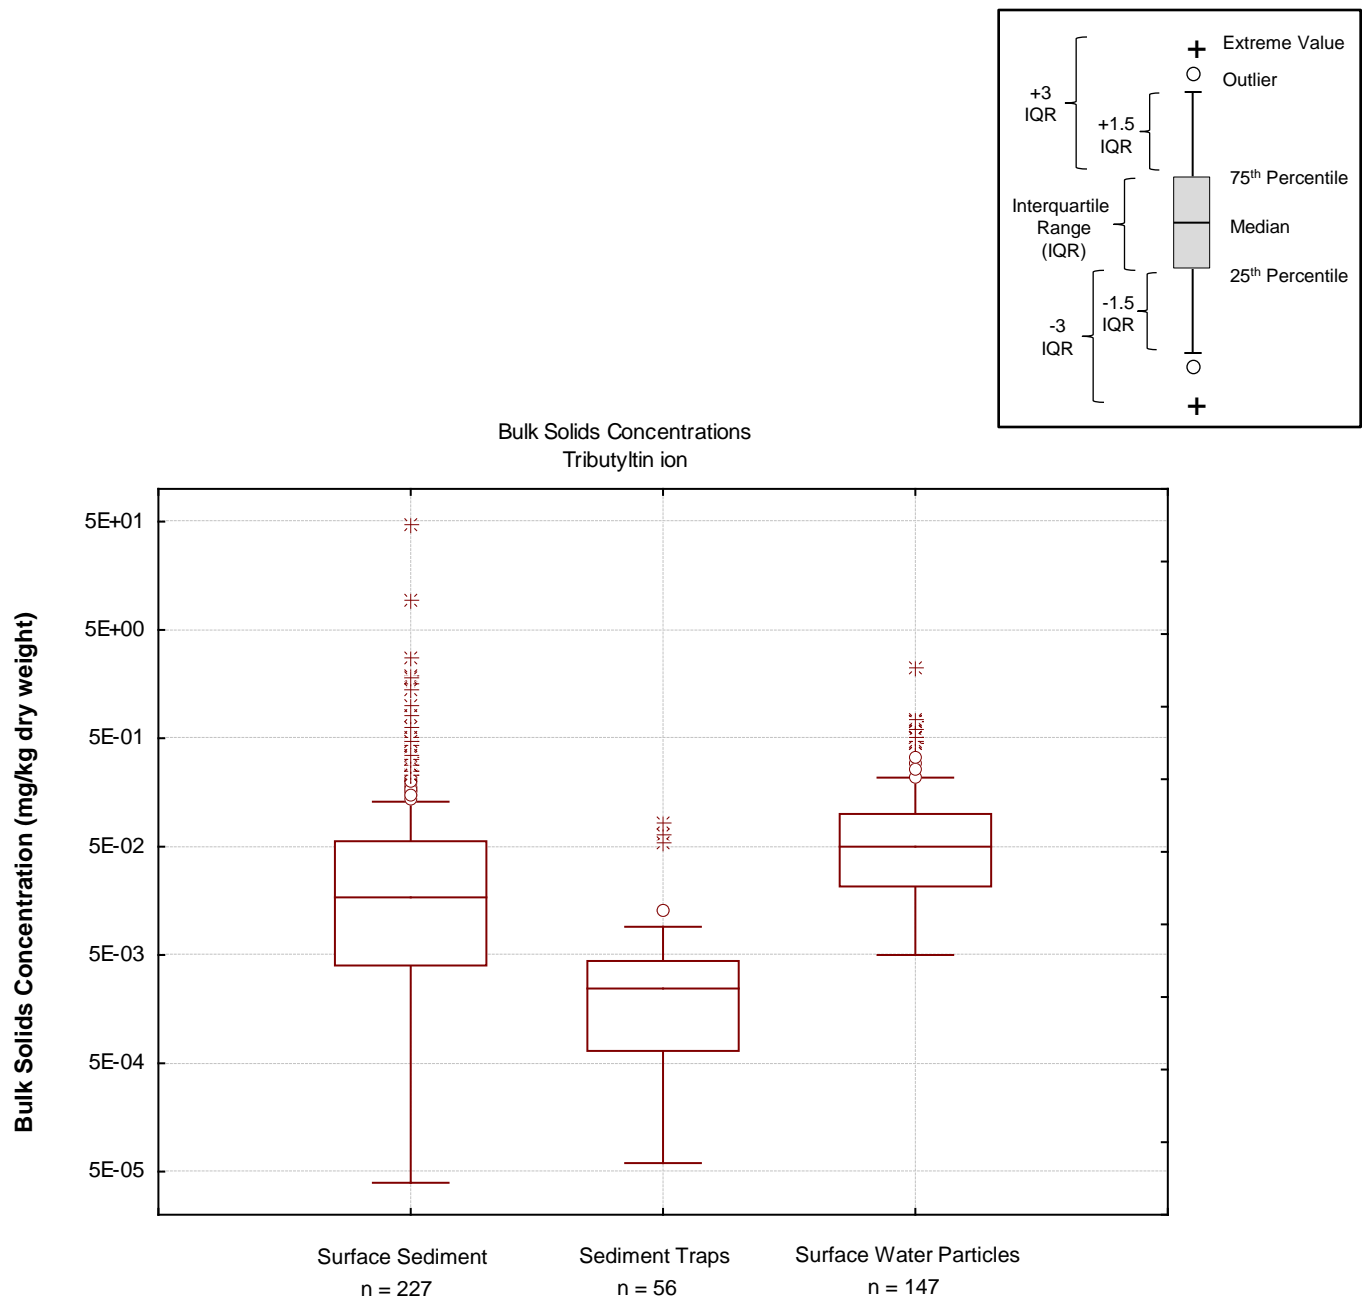 Extreme Value
Outlier
+3
IQR
+1.5
IQR
75th Percentile
Interquartile
Range
(IQR)
Median
25th Percentile
-1.5
IQR
-3
IQR
Bulk Solids Concentrations
Tributyltin ion
Bulk Solids Concentration (mg/kg dry weight)
5E+01
5E+00
5E-01
5E-02
5E-03
5E-04
5E-05
Surface Sediment
n = 227
Sediment Traps
n = 56
Surface Water Particles
n = 147